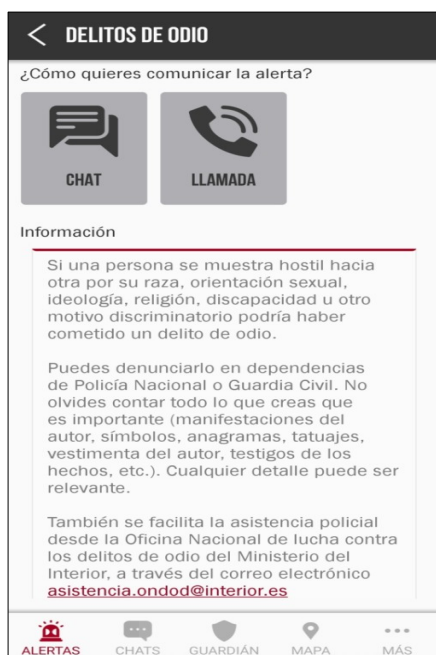 DELITOS DE ODIO
¿Cómo quieres comunicar la alerta?
CHAT LLAMADA
Información
Si una persona se muestra hostil hacia
otra por su raza, orientación sexual,
ideología, religión, discapacidad u otro
motivo discriminatorio podría haber
cometido un delito de odio.
Puedes denunciarlo en dependencias
de Policía Nacional o Guardia Civil. No
olvides contar todo lo que creas que
es importante (manifestaciones del
autor, símbolos, anagramas, tatuajes,
vestimenta del autor, testigos de los
hechos, etc.). Cualquier detalle puede ser
relevante.
También se facilita la asistencia policial
desde la Oficina Nacional de lucha contra
los delitos de odio del Ministerio del
Interior, a través del correo electrónico
asistencia.ondod@interior.es
ALERTAS CHATS GUARDIÁN MAPA MÁS